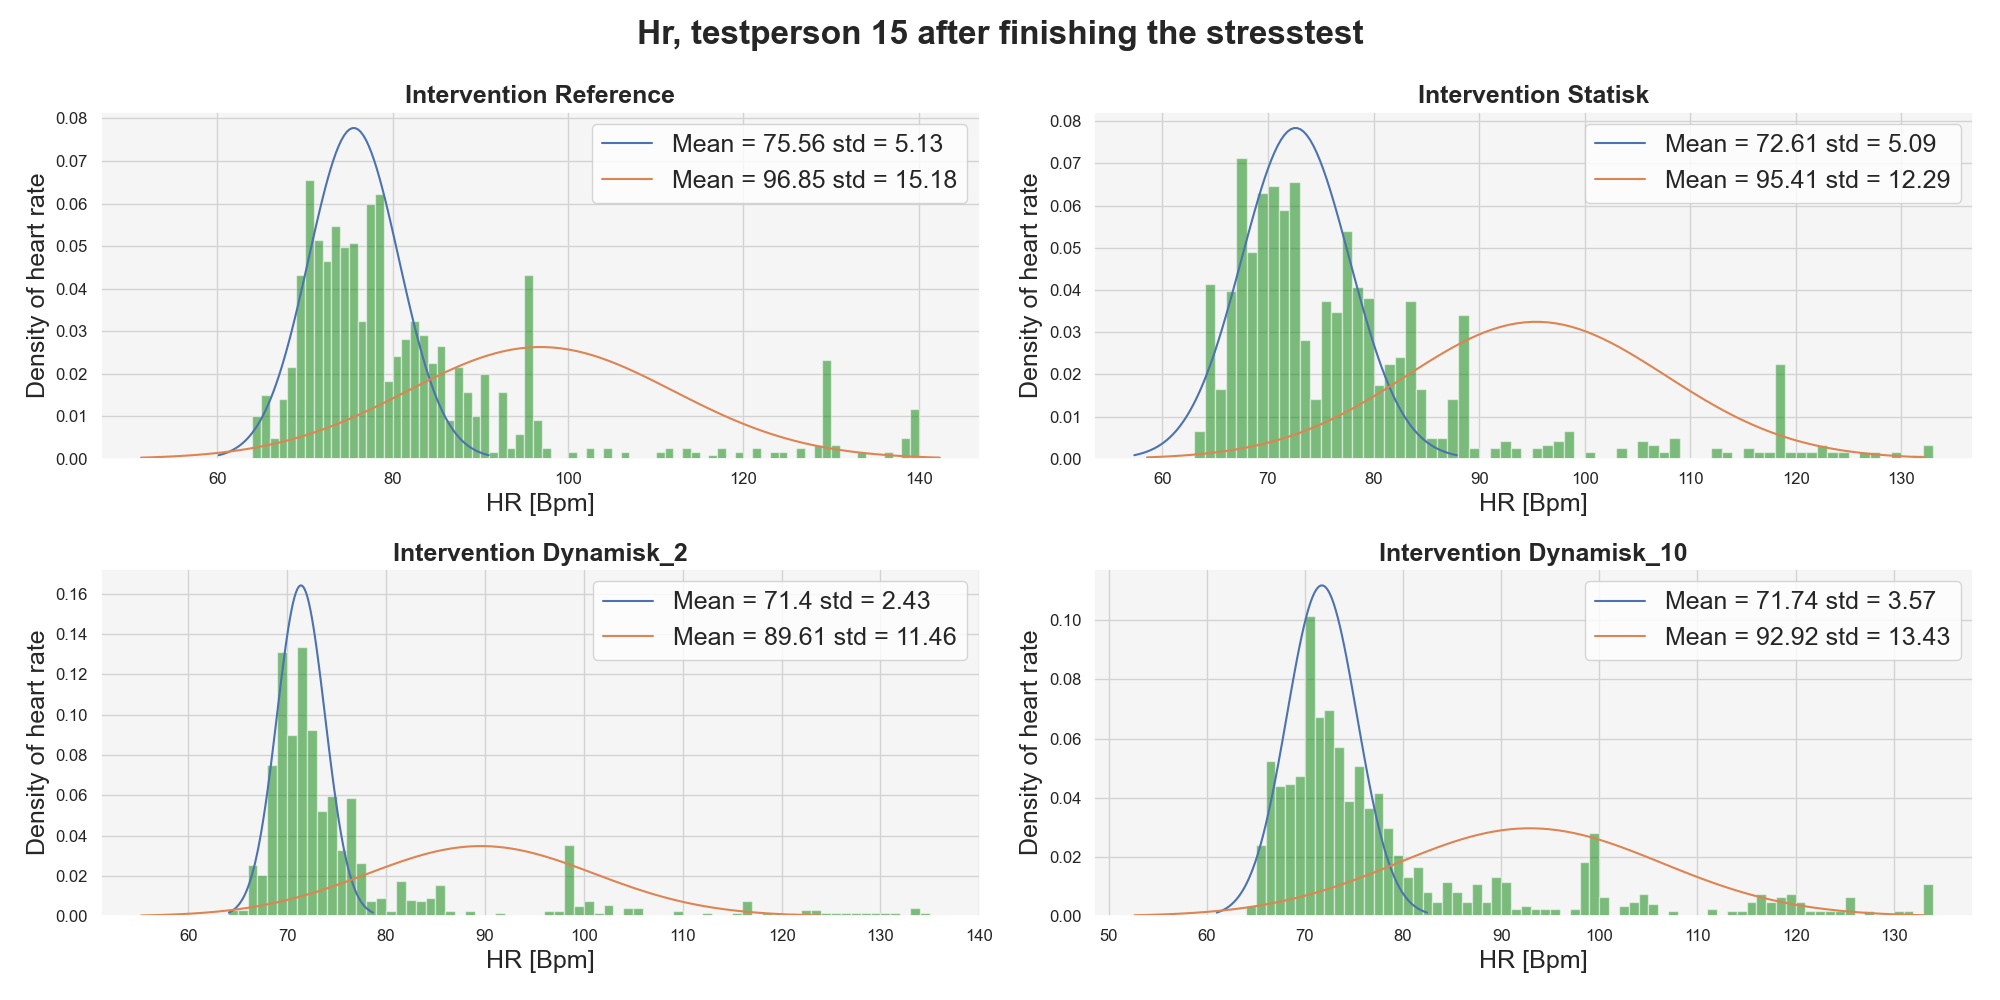 Hr, testperson 15 after finishing the stresstest
Intervention Reference
Density of heart rate
0.08
0.07
0.06
0.05
0.04
0.03
0.02
0.01
0.00
Mean = 75.56 std = 5.13
Mean = 96.85 std = 15.18
60 80 100 120 140
HR [Bpm]
Intervention Statisk
Density of heart rate
0.08
0.07
0.06
0.05
0.04
0.03
0.02
0.01
0.00
Mean = 72.61 std = 5.09
Mean = 95.41 std = 12.29
60 70 80 90 100 110 120 130
HR [Bpm]
Intervention Dynamisk_2
Density of heart rate
0.16
0.14
0.12
0.10
0.08
0.06
0.04
0.02
0.00
Mean = 71.4 std = 2.43
Mean = 89.61 std = 11.46
60 70 80 90 100 110 120 130 140
HR [Bpm]
Intervention Dynamisk_10
Density of heart rate
0.10
0.08
0.06
0.04
0.02
0.00
Mean = 71.74 std = 3.57
Mean = 92.92 std = 13.43
50 60 70 80 90 100 110 120 130
HR [Bpm]